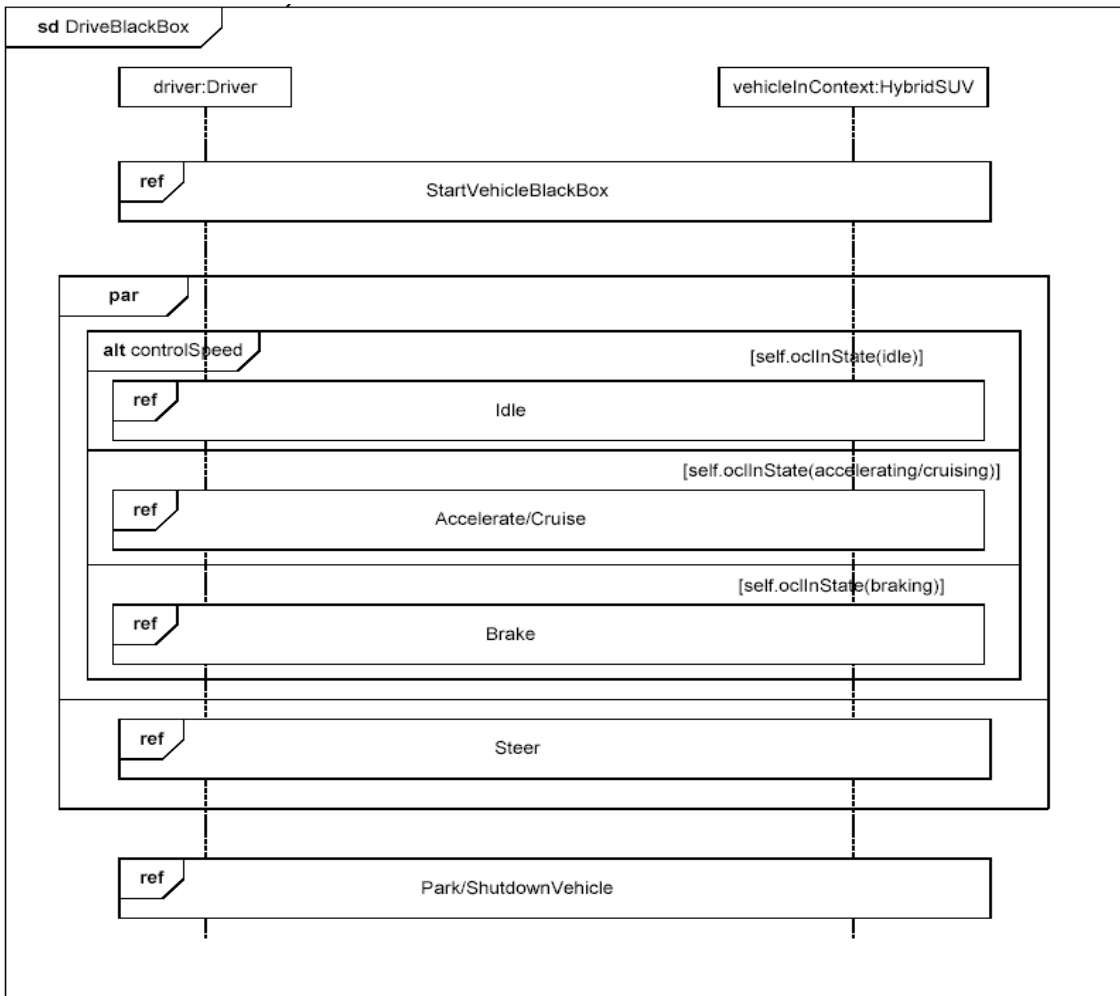 sd DriveBlackBox
driver:Driver
vehicleInContext:HybridSUV
ref
StartVehicleBlackBox
par
alt controlSpeed
[self.oclInState(idle)]
ref
Idle
[self.oclInState(accelerating/cruising)]
ref
Accelerate/Cruise
[self.oclInState(braking)]
ref
Brake
ref
Steer
ref
Park/ShutdownVehicle